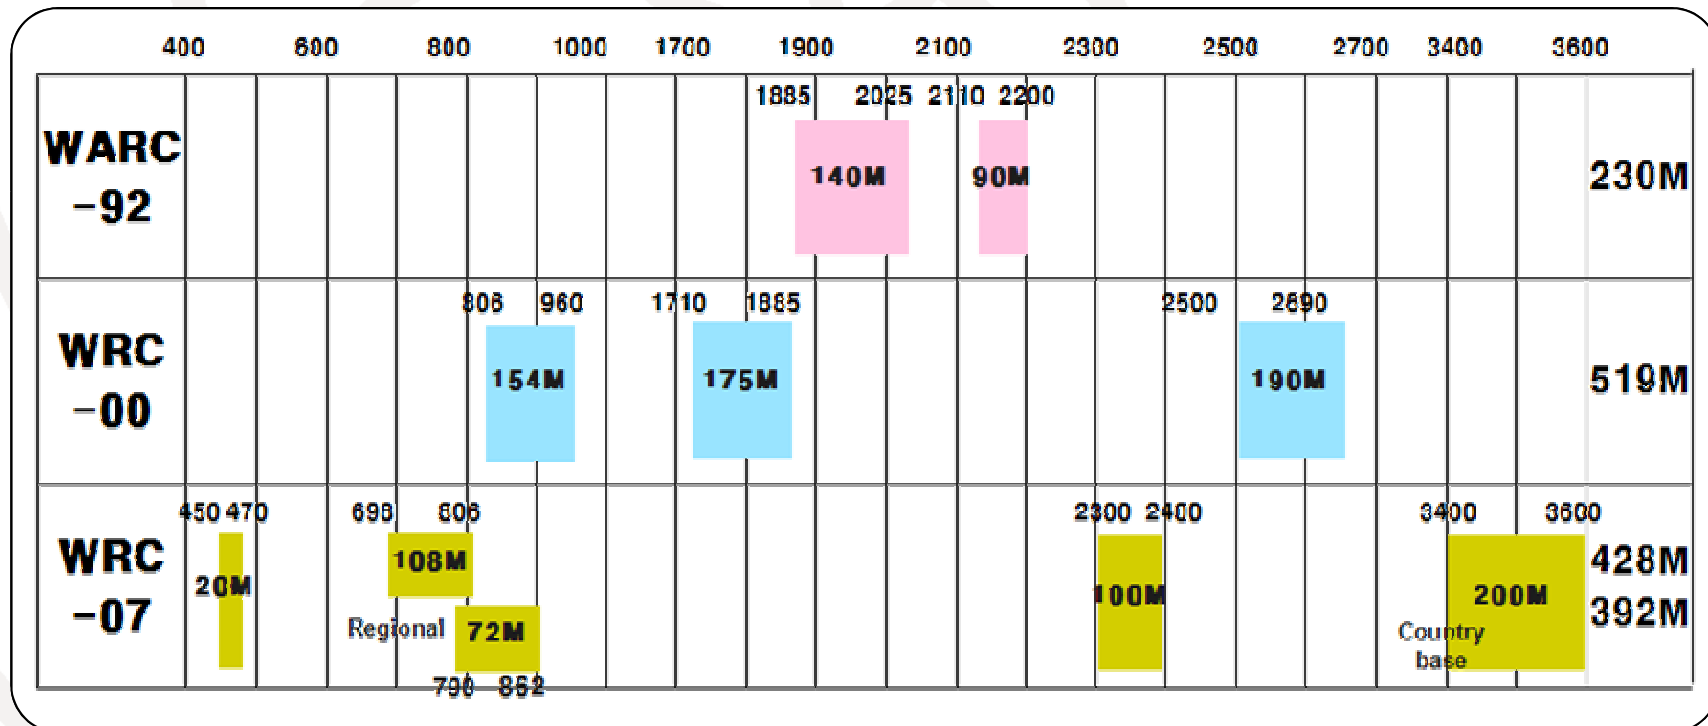 400 600 800 1000 1700 1900 2100 2300 2500 2700 3400 3600
1885 2025 2110 2200
WARC
-92
140M 90M 230M
806 960 1710 1885 2500 2690
WRC
-00
154M 175M 190M 519M
450 470 698 806 2300 2400 3400 3600
WRC
-07
20M 108M 100M 200M 428M
392M
Regional 72M
Country
base
790 862